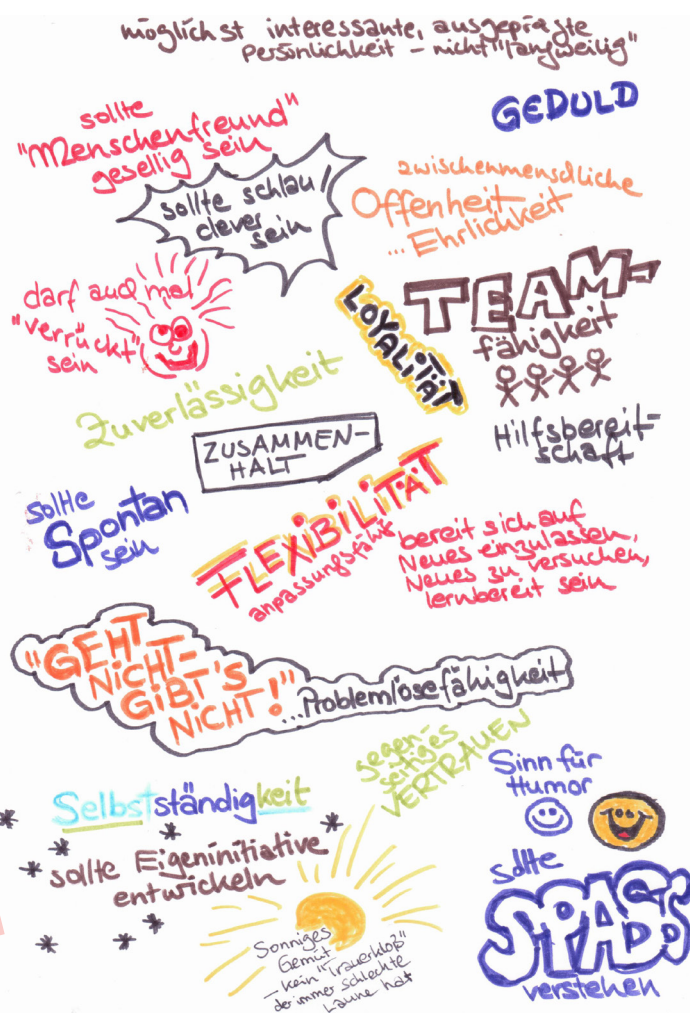 möglichst interessante, ausgeprägte
Persönlichkeit - nicht "langweilig"
GEDULD
sollte
"Menschenfreund"
gesellig sein
sollte schlau /
clever
sein
zwischenmenschliche
Offenheit
... Ehrlichkeit
darf auch mal
"verrückt"
sein
LOYALITÄT
TEAM-
fähigkeit
Zuverlässigkeit
ZUSAMMEN-
HALT
Hilfsbereit-
schaft
sollte
Spontan
sein
FLEXIBILITÄT
anpassungsfähig
bereit sich auf
Neues einzulassen,
Neues zu versuchen,
lernbereit sein
"GEHT
NICHT-
GIBT'S
NICHT!"
...Problemlösefähigkeit
gegen-
seitiges
VERTRAUEN
Selbstständigkeit
sollte Eigeninitiative
entwickeln
Sinn für
Humor
Sonniges
Gemüt
- kein "Trauerkloß"
der immer schlechte
Laune hat
sollte
SPASS
verstehen